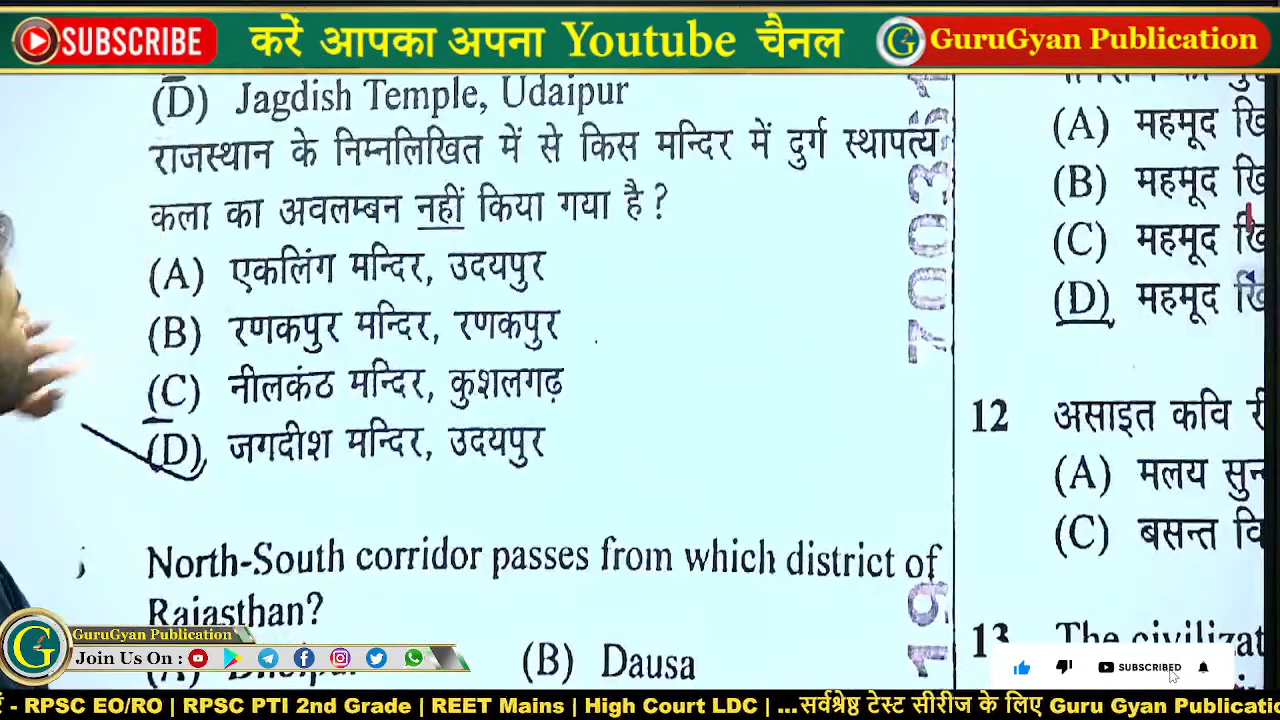 SUBSCRIBE करें आपका अपना Youtube चैनल GuruGyan Publication
(D) Jagdish Temple, Udaipur
राजस्थान के निम्नलिखित में से किस मन्दिर में दुर्ग स्थापत्य
कला का अवलम्बन नहीं किया गया है ?
(A) एकलिंग मन्दिर, उदयपुर
(B) रणकपुर मन्दिर, रणकपुर
(C) नीलकंठ मन्दिर, कुशलगढ़
(D) जगदीश मन्दिर, उदयपुर
North-South corridor passes from which district of
Rajasthan?
(B) Dausa
(A) महमूद
(B) महमूद
(C) महमूद
(D) महमूद
12 असाइत कवि
(A) मलय
(C) बसन्त
13 The
GuruGyan Publication
Join Us On :
SUBSCRIBED
- RPSC EO/RO | RPSC PTI 2nd Grade | REET Mains | High Court LDC | ...सर्वश्रेष्ठ टेस्ट सीरीज के लिए Guru Gyan